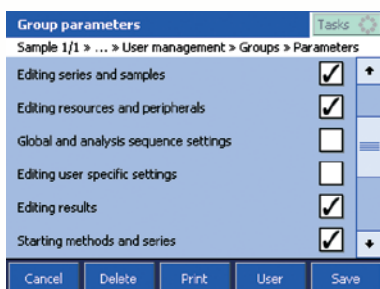 Group parameters Tasks
Sample 1/1 » ... » User management » Groups » Parameters
Editing series and samples
Editing resources and peripherals
Global and analysis sequence settings
Editing user specific settings
Editing results
Starting methods and series
Cancel Delete Print User Save